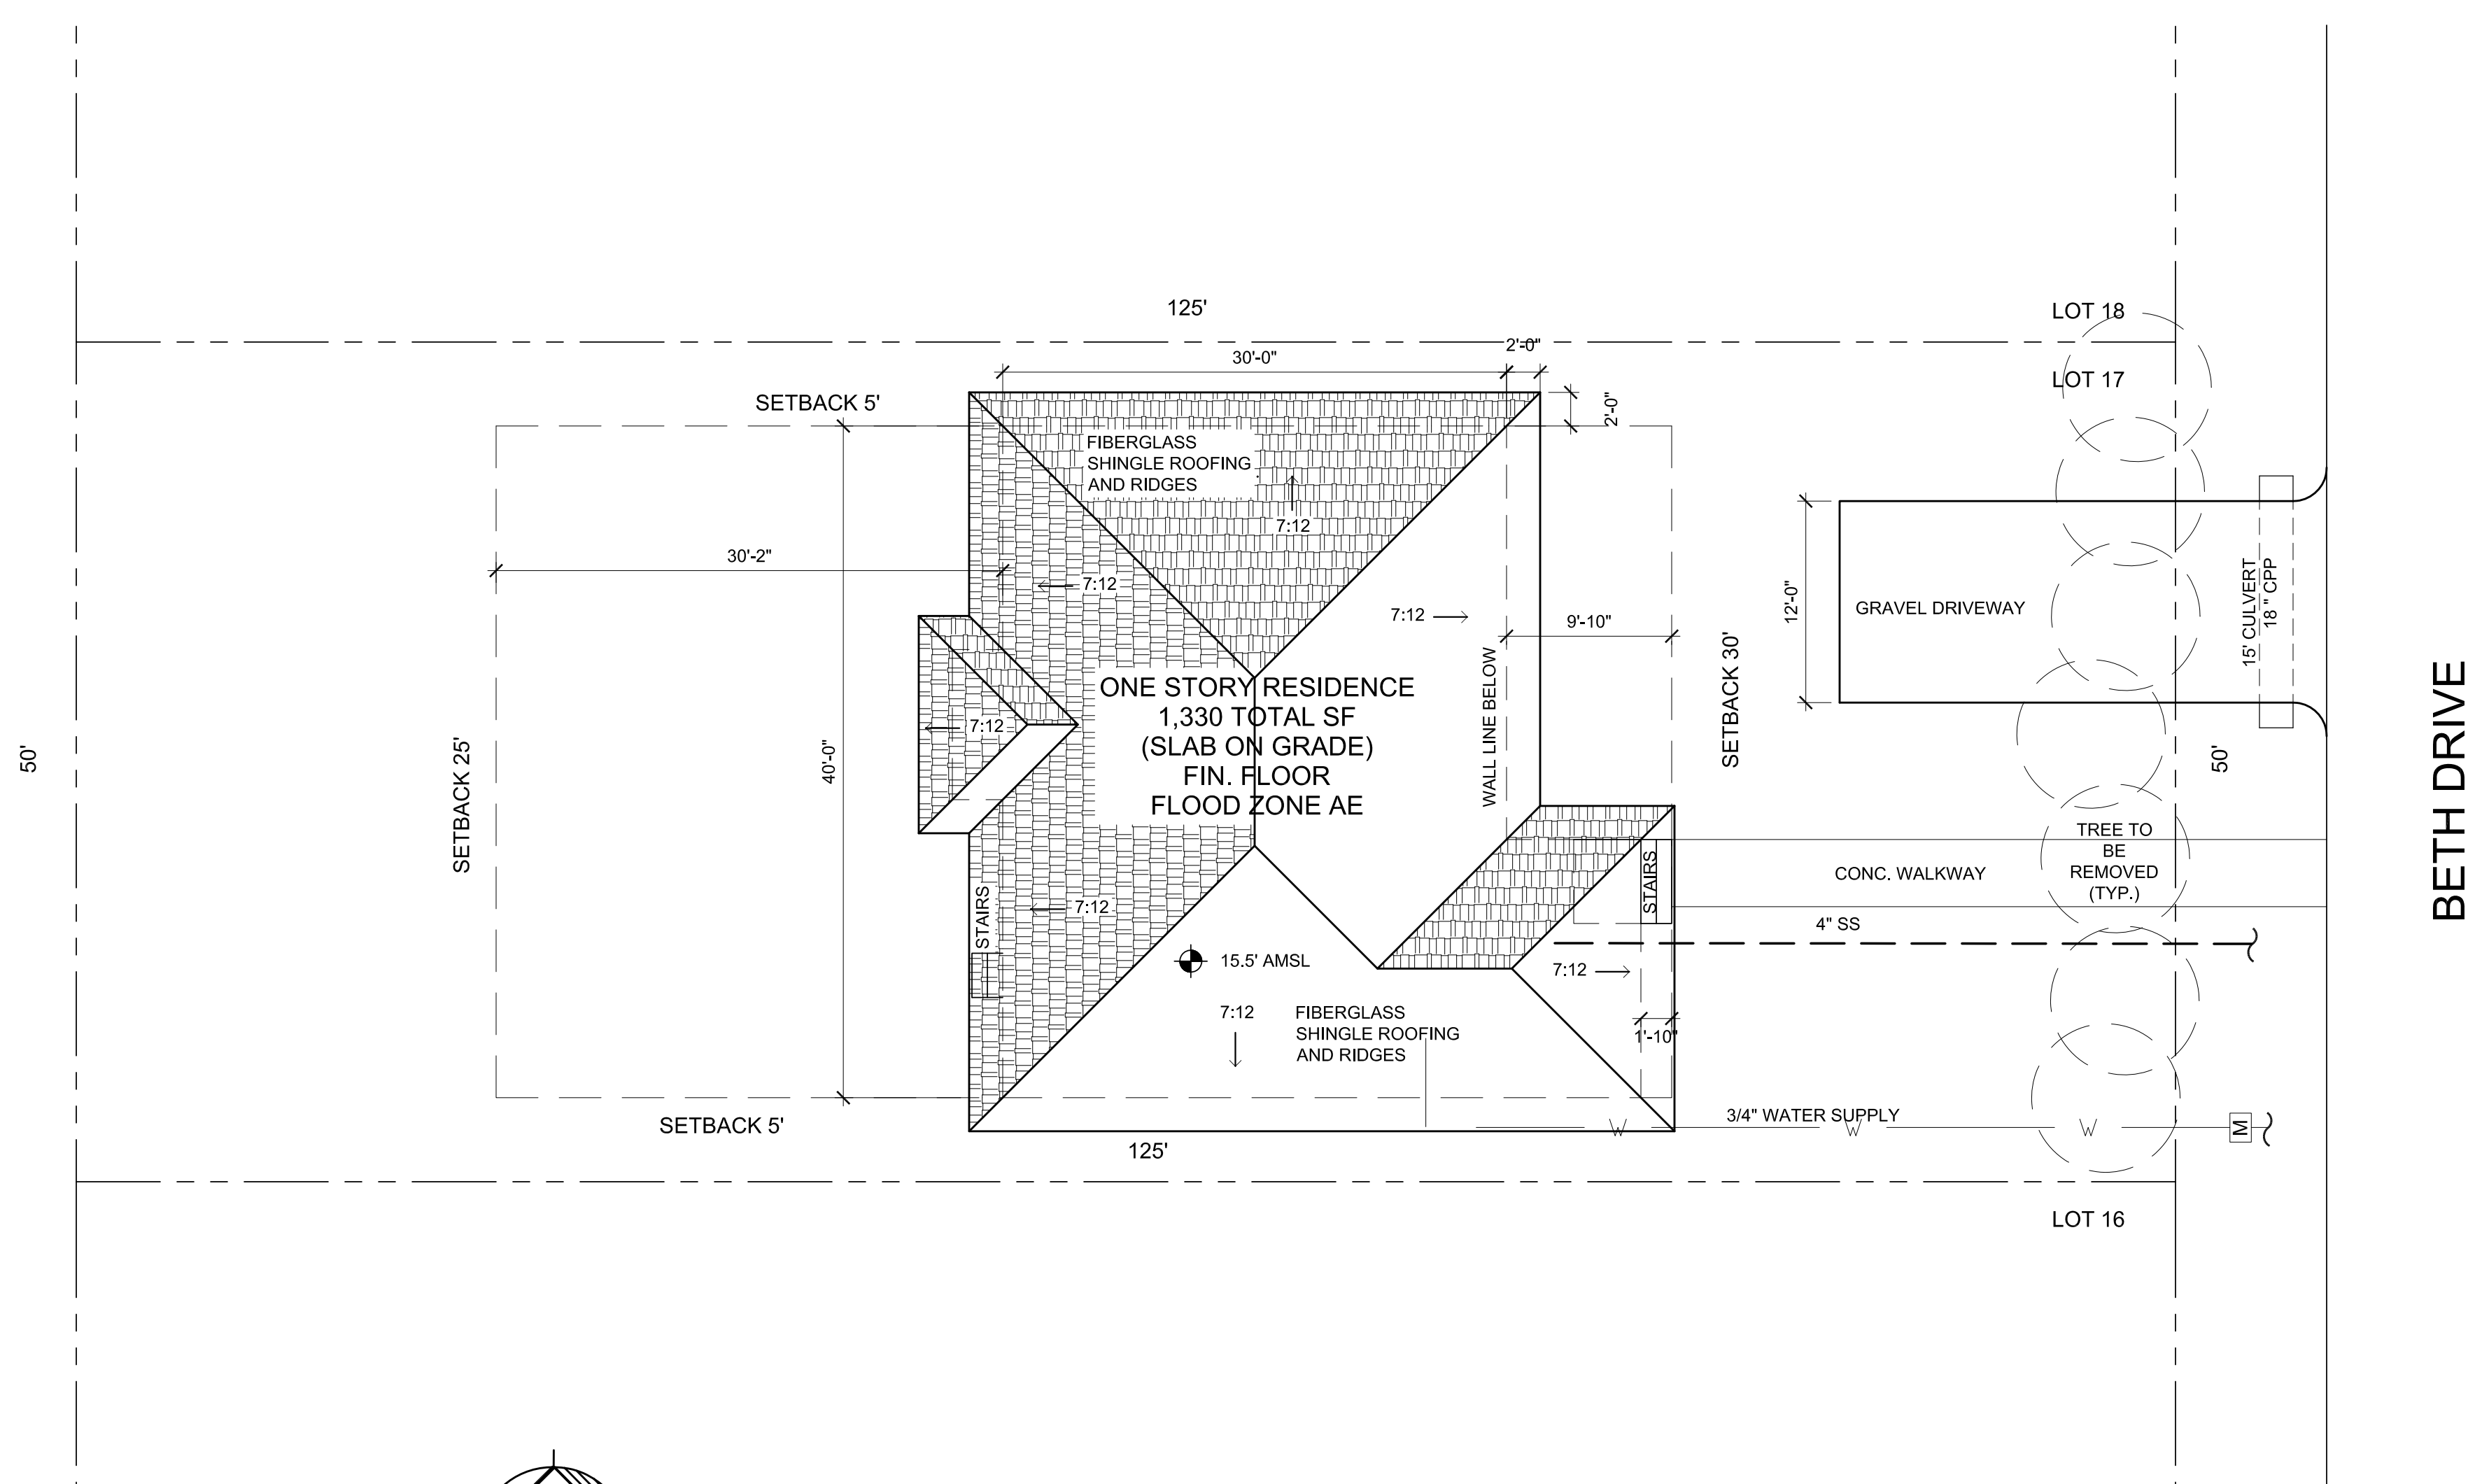 125'
LOT 18
2'-0"
30'-0"
LOT 17
SETBACK 5'
2'-0"
FIBERGLASS
SHINGLE ROOFING
AND RIDGES
7:12
30'-2"
7:12
7:12
9'-10"
12'-0"
GRAVEL DRIVEWAY
15' CULVERT
18 " CPP
WALL LINE BELOW
SETBACK 30'
ONE STORY RESIDENCE
1,330 TOTAL SF
(SLAB ON GRADE)
FIN. FLOOR
FLOOD ZONE AE
7:12
50'
SETBACK 25'
40'-0"
50'
BETH DRIVE
TREE TO
BE
REMOVED
(TYP.)
STAIRS
CONC. WALKWAY
STAIRS
7:12
4" SS
15.5' AMSL
7:12
7:12
FIBERGLASS
SHINGLE ROOFING
AND RIDGES
1'-10"
SETBACK 5'
3/4" WATER SUPPLY
W
W
W
M
125'
LOT 16